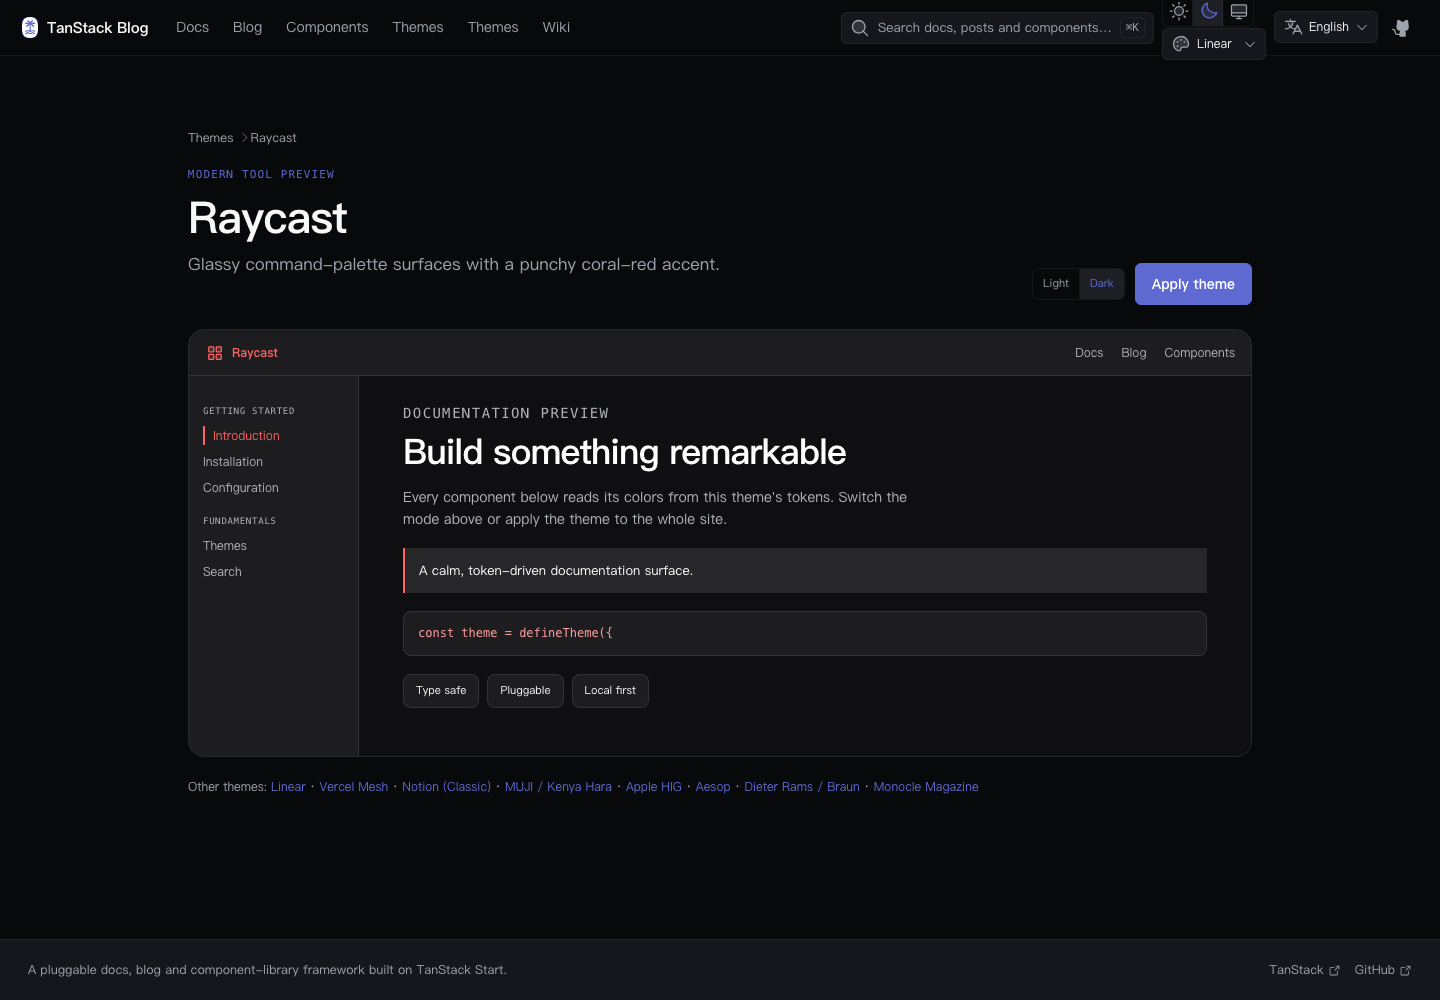 TanStack Blog
Docs
Blog
Components
Themes
Themes
Wiki
Search docs, posts and components...
⌘K
Linear
English
Themes
Raycast
MODERN TOOL PREVIEW
Raycast
Glassy command-palette surfaces with a punchy coral-red accent.
Light
Dark
Apply theme
Raycast
Docs
Blog
Components
GETTING STARTED
Introduction
Installation
Configuration
FUNDAMENTALS
Themes
Search
DOCUMENTATION PREVIEW
Build something remarkable
Every component below reads its colors from this theme's tokens. Switch the
mode above or apply the theme to the whole site.
A calm, token-driven documentation surface.
const theme = defineTheme({
Type safe
Pluggable
Local first
Other themes: Linear · Vercel Mesh · Notion (Classic) · MUJI / Kenya Hara · Apple HIG · Aesop · Dieter Rams / Braun · Monocle Magazine
A pluggable docs, blog and component-library framework built on TanStack Start.
TanStack
GitHub